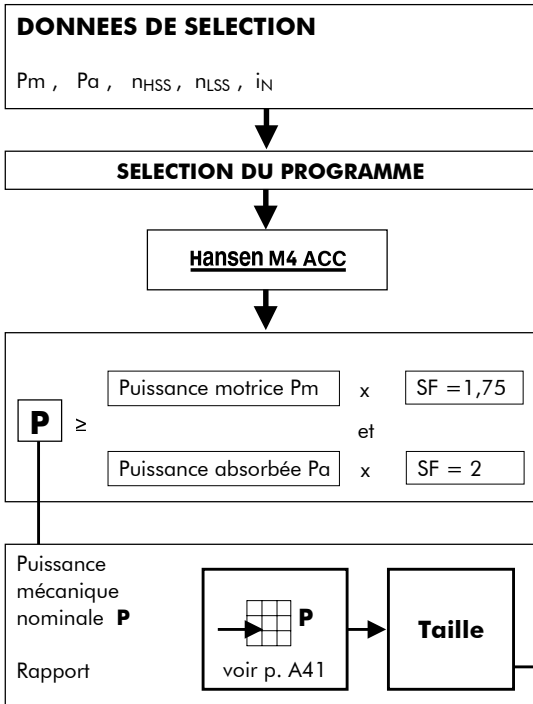 DONNEES DE SELECTION
Pm , Pa , nHSS , nLSS , iN
SELECTION DU PROGRAMME
Hansen M4 ACC
Puissance motrice Pm x SF =1,75
P ≥
et
Puissance absorbée Pa x SF = 2
Puissance
mécanique
nominale P
Rapport
P
voir p. A41
Taille